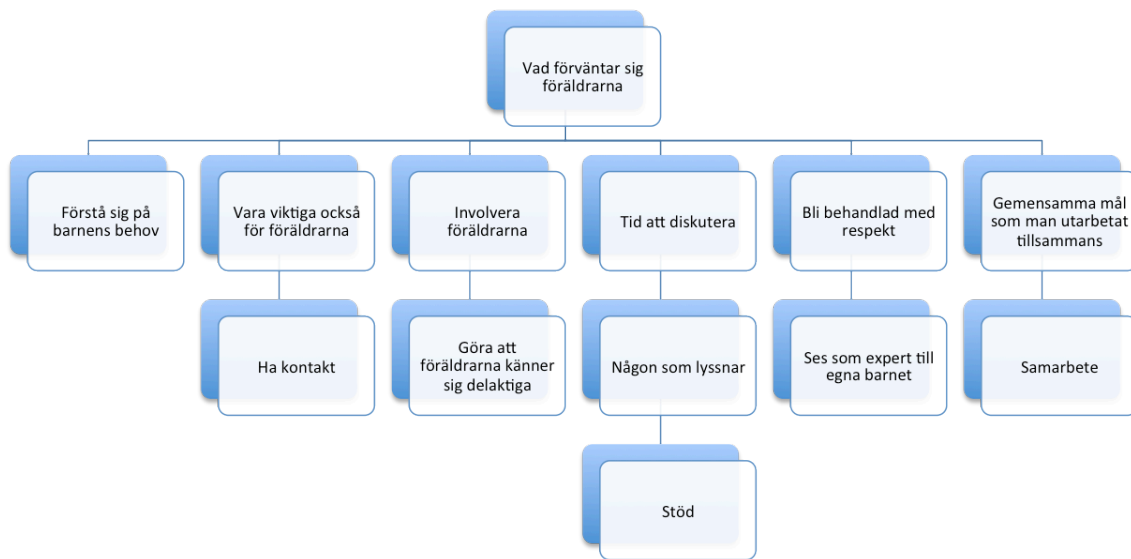 Vad förväntar sig
föräldrarna
Förstå sig på
barnens behov
Vara viktiga också
för föräldrarna
Involvera
föräldrarna
Tid att diskutera
Bli behandlad med
respekt
Gemensamma mål
som man utarbetat
tillsammans
Ha kontakt
Göra att
föräldrarna känner
sig delaktiga
Någon som lyssnar
Ses som expert till
egna barnet
Samarbete
Stöd